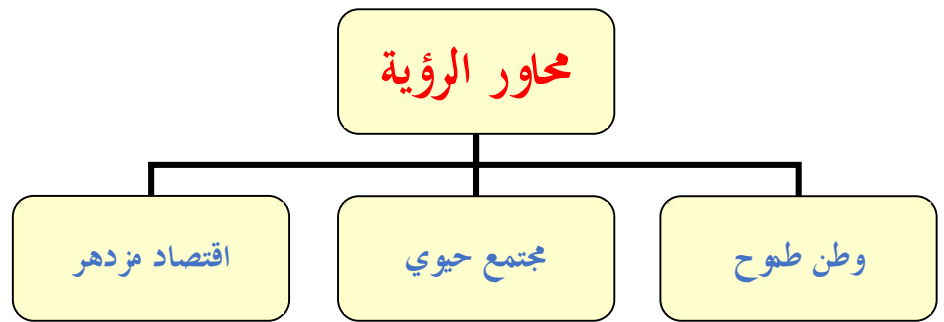 محاور الرؤية
وطن طموح
مجتمع حيوي
اقتصاد مزدهر